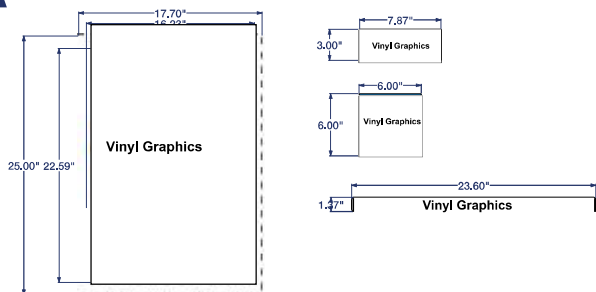 17.70"
16.23"
Vinyl Graphics
25.00" 22.59"
7.87"
3.00"
Vinyl Graphics
6.00"
6.00"
Vinyl Graphics
23.60"
1.37"
Vinyl Graphics